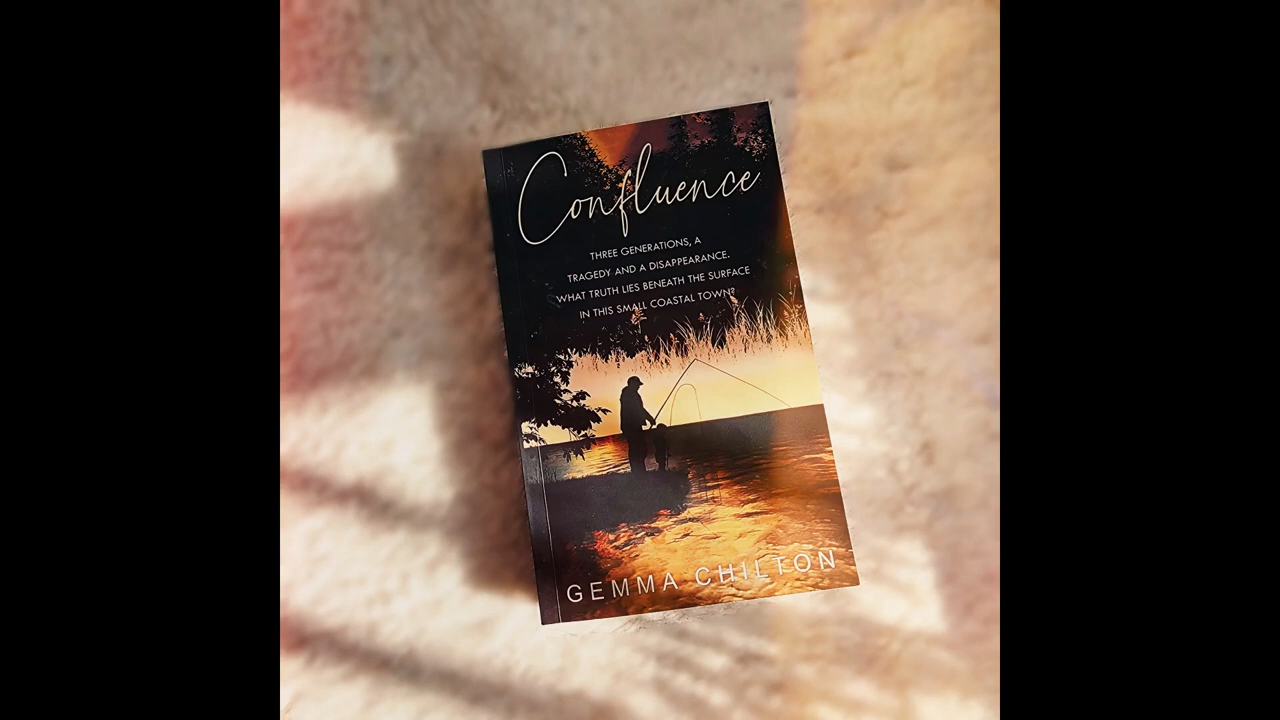 Confluence
THREE GENERATIONS, A
TRAGEDY AND A DISAPPEARANCE.
WHAT TRUTH LIES BENEATH THE SURFACE
IN THIS SMALL COASTAL TOWN?
GEMMA CHILTON